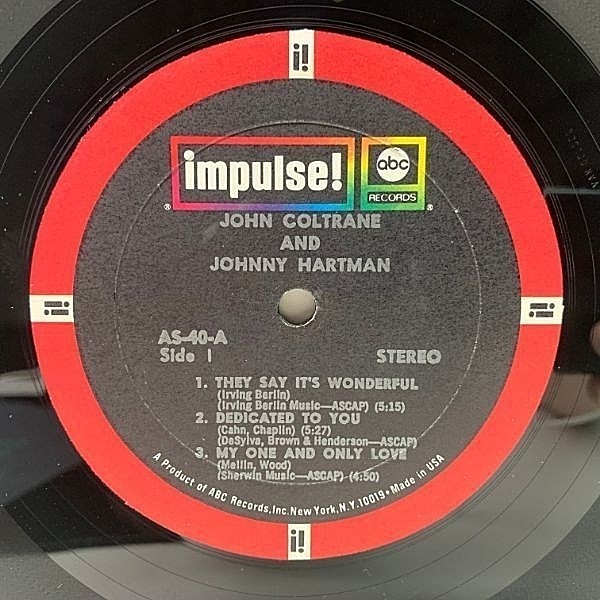 i!
impulse! abc RECORDS
® ®
JOHN COLTRANE
AND
JOHNNY HARTMAN
i!
i!
AS-40-A
Side 1
STEREO
1. THEY SAY IT'S WONDERFUL
(Irving Berlin)
(Irving Berlin Music—ASCAP) (5:15)
2. DEDICATED TO YOU
(Cahn, Chaplin) (5:27)
(DeSylva, Brown & Henderson—ASCAP)
3. MY ONE AND ONLY LOVE
(Mellin, Wood)
(Sherwin Music—ASCAP) (4:50)
A Product of ABC Records, Inc. New York, N.Y. 10019 • Made in USA
i!